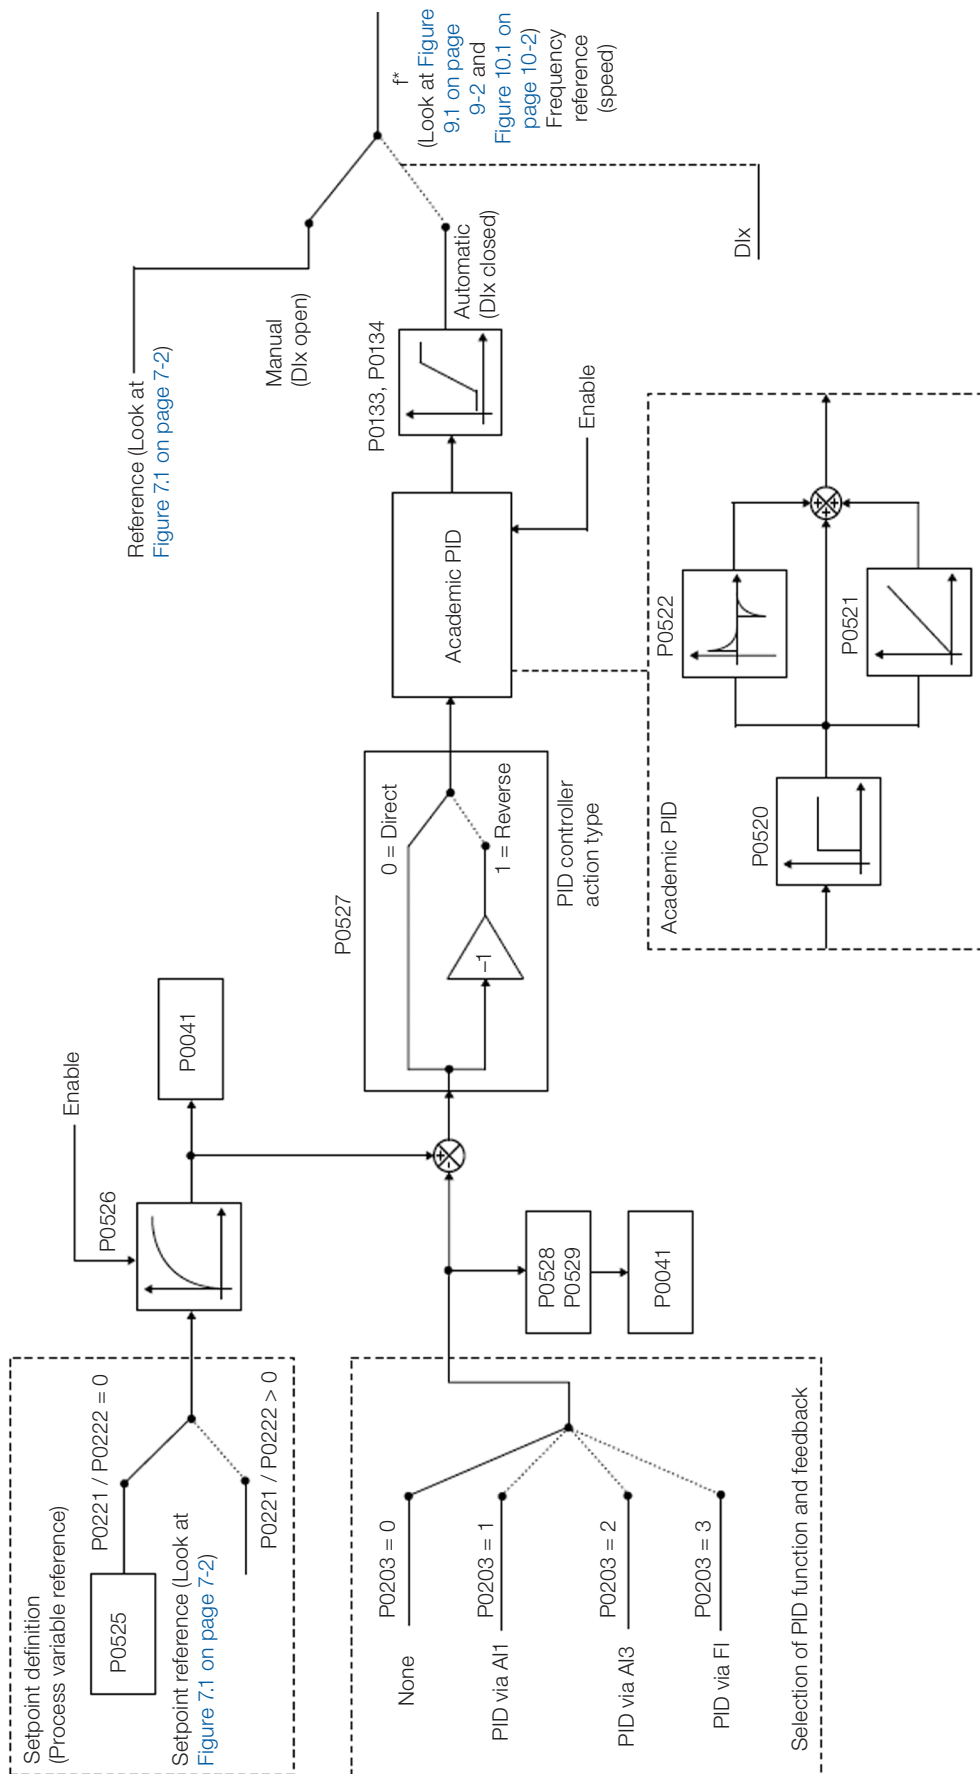 Setpoint definition
(Process variable reference)
P0525
P0221 / P0222 = 0
Setpoint reference (Look at
Figure 7.1 on page 7-2)
P0221 / P0222 > 0
Enable
P0526
P0041
None
P0203 = 0
PID via AI1
P0203 = 1
PID via AI3
P0203 = 2
PID via FI
P0203 = 3
Selection of PID function and feedback
P0528
P0529
P0041
+
-
P0527
0 = Direct
–1
1 = Reverse
PID controller
action type
Academic PID
Enable
P0133, P0134
Reference (Look at
Figure 7.1 on page 7-2)
Manual
(DIx open)
Automatic
(DIx closed)
f*
(Look at Figure
9.1 on page
9-2 and
Figure 10.1 on
page 10-2)
Frequency
reference
(speed)
DIx
Academic PID
P0520
P0522
P0521
+
+
+